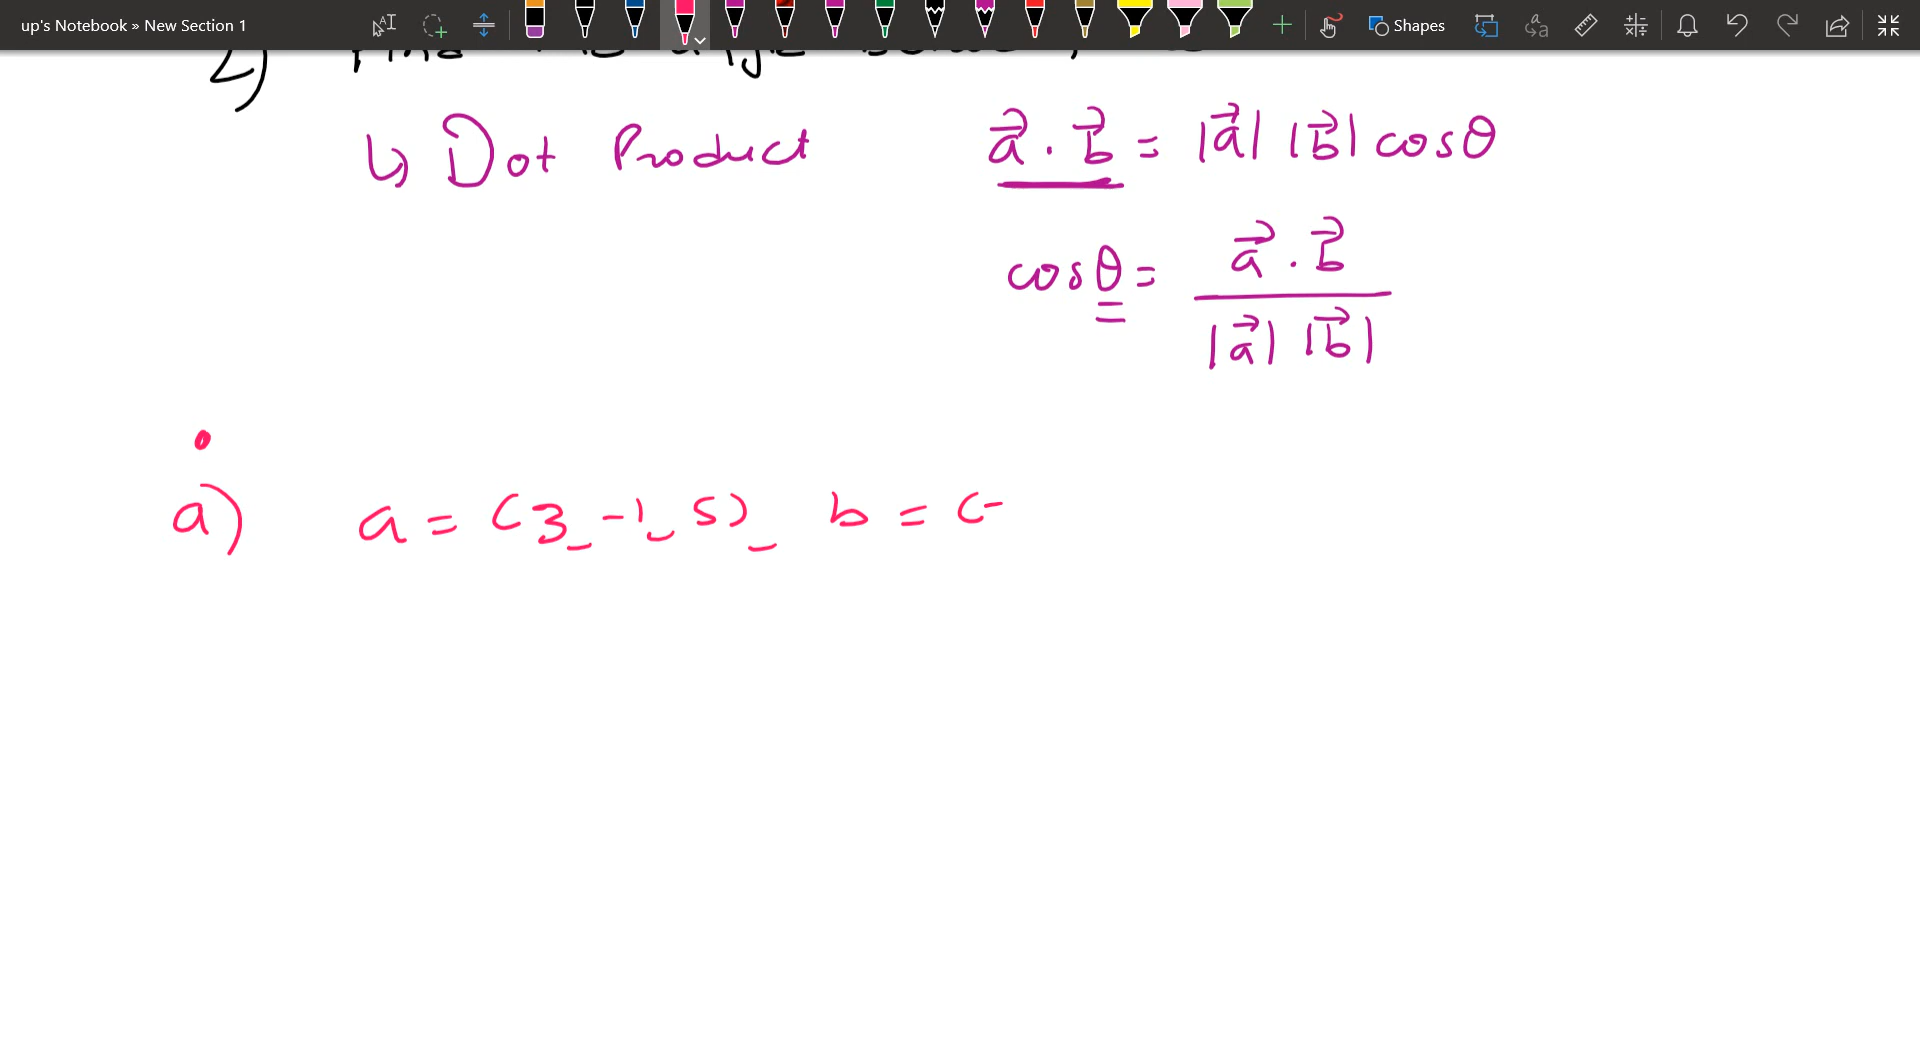 up's Notebook » New Section 1
Shapes
2)
↳ Dot Product
a⃗ . b⃗ = |a⃗| |b⃗| cosθ
cosθ = a⃗ . b⃗ / |a⃗| |b⃗|
a) a = (3, -1, 5), b = (-